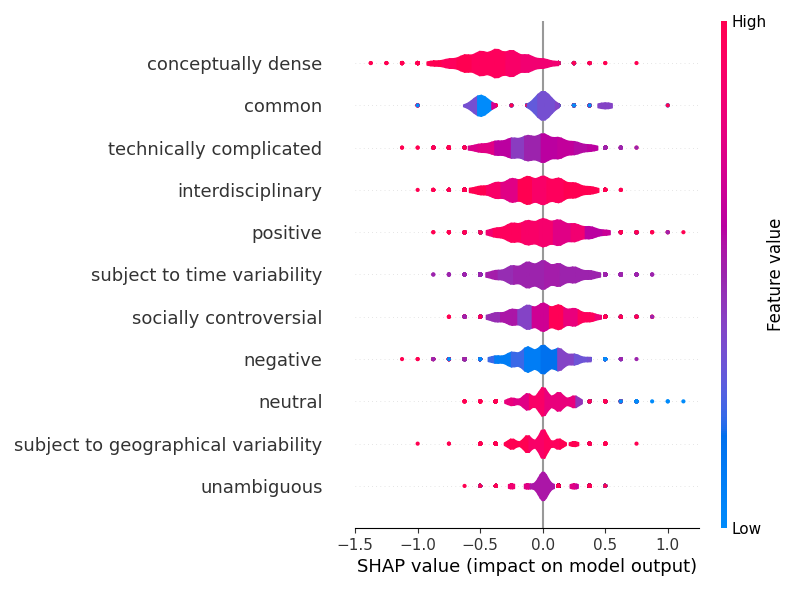 High
conceptually dense
common
technically complicated
interdisciplinary
positive
subject to time variability
socially controversial
negative
neutral
subject to geographical variability
unambiguous
Low
Feature value
−1.5 −1.0 −0.5 0.0 0.5 1.0
SHAP value (impact on model output)